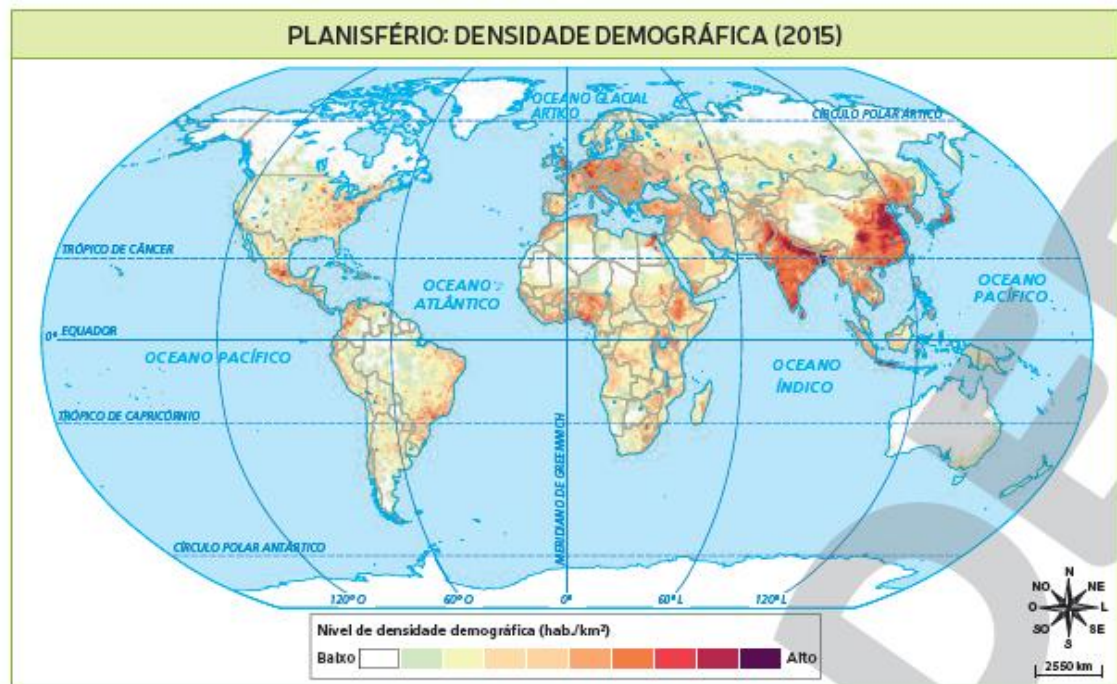 PLANISFÉRIO: DENSIDADE DEMOGRÁFICA (2015)
OCEANO GLACIAL
ÁRTICO
CÍRCULO POLAR ÁRTICO
TRÓPICO DE CÂNCER
OCEANO
ATLÂNTICO
OCEANO
PACÍFICO
0°
EQUADOR
OCEANO PACÍFICO
OCEANO
ÍNDICO
TRÓPICO DE CAPRICÓRNIO
MERIDIANO DE GREENWICH
CÍRCULO POLAR ANTÁRTICO
120° O
60° O
0°
60° L
120° L
N
NO
NE
O
L
SO
SE
S
2550 km
Nível de densidade demográfica (hab./km²)
Baixo
Alto